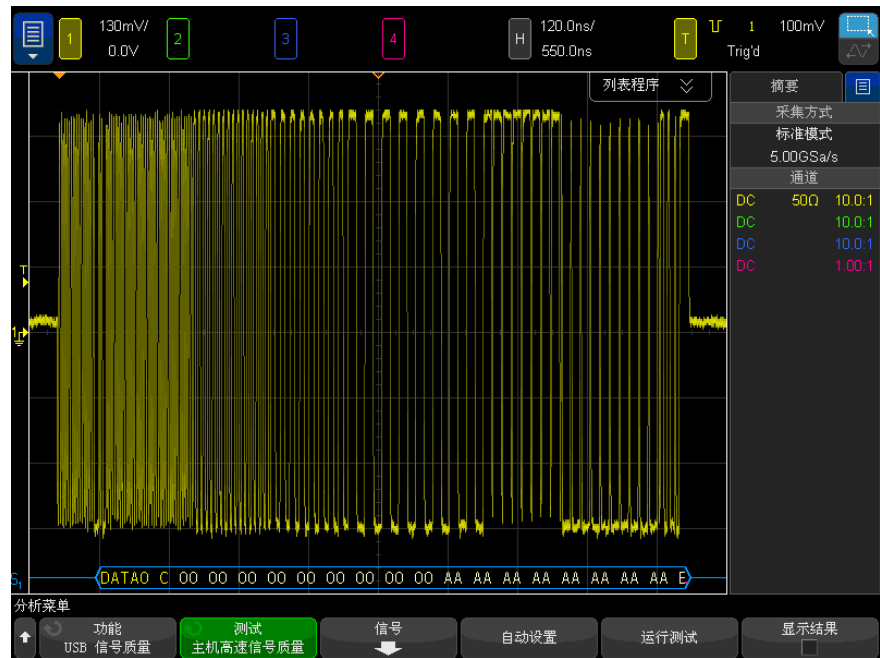 1 130mV/ 0.0V 2 3 4 H 120.0ns/ 550.0ns T 1 100mV Trig'd
列表程序
摘要
采集方式
标准模式
5.00GSa/s
通道
DC 50Ω 10.0:1
DC 10.0:1
DC 10.0:1
DC 1.00:1
T
1
S1 DATA0 C 00 00 00 00 00 00 00 00 00 AA AA AA AA AA AA AA AA E
分析菜单
功能 测试 信号 自动设置 运行测试 显示结果
USB 信号质量 主机高速信号质量